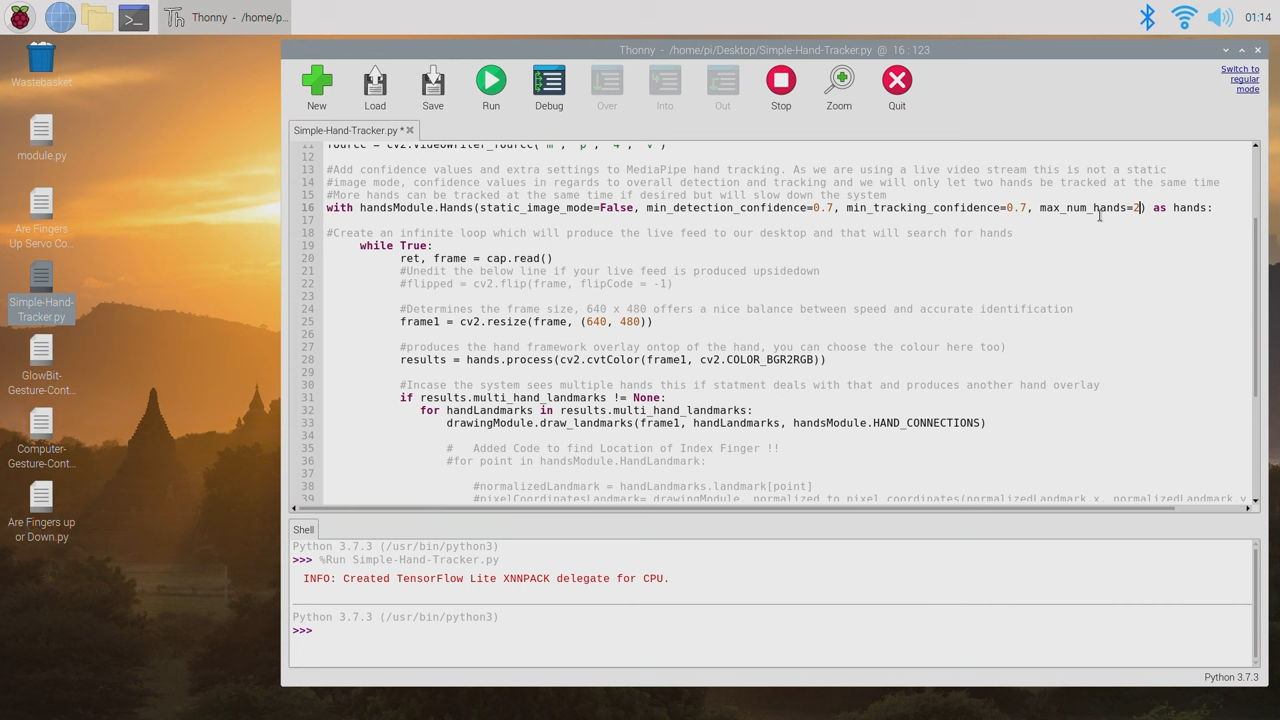 Thonny - /home/p...
01:14
Wastebasket
module.py
Are Fingers
Up Servo Co...
Simple-Hand-
Tracker.py
GlowBit-
Gesture-Cont...
Computer-
Gesture-Cont...
Are Fingers up
or Down.py
Thonny - /home/pi/Desktop/Simple-Hand-Tracker.py @ 16 : 123
New Load Save Run Debug Over Into Out Stop Zoom Quit
Switch to
regular
mode
Simple-Hand-Tracker.py *
11 fourcc = cv2.VideoWriter_fourcc('m', 'p', '4', 'v')
12
13 #Add confidence values and extra settings to MediaPipe hand tracking. As we are using a live video stream this is not a static
14 #image mode, confidence values in regards to overall detection and tracking and we will only let two hands be tracked at the same time
15 #More hands can be tracked at the same time if desired but will slow down the system
16 with handsModule.Hands(static_image_mode=False, min_detection_confidence=0.7, min_tracking_confidence=0.7, max_num_hands=2) as hands:
17
18 #Create an infinite loop which will produce the live feed to our desktop and that will search for hands
19 while True:
20 ret, frame = cap.read()
21 #Unedit the below line if your live feed is produced upsidedown
22 #flipped = cv2.flip(frame, flipCode = -1)
23
24 #Determines the frame size, 640 x 480 offers a nice balance between speed and accurate identification
25 frame1 = cv2.resize(frame, (640, 480))
26
27 #produces the hand framework overlay ontop of the hand, you can choose the colour here too)
28 results = hands.process(cv2.cvtColor(frame1, cv2.COLOR_BGR2RGB))
29
30 #Incase the system sees multiple hands this if statment deals with that and produces another hand overlay
31 if results.multi_hand_landmarks != None:
32 for handLandmarks in results.multi_hand_landmarks:
33 drawingModule.draw_landmarks(frame1, handLandmarks, handsModule.HAND_CONNECTIONS)
34
35 # Added Code to find Location of Index Finger !!
36 #for point in handsModule.HandLandmark:
37
38 #normalizedLandmark = handLandmarks.landmark[point]
39 #pixelCoordinatesLandmark= drawingModule._normalized_to_pixel_coordinates(normalizedLandmark.x, normalizedLandmark.y
Shell
Python 3.7.3 (/usr/bin/python3)
>>> %Run Simple-Hand-Tracker.py
INFO: Created TensorFlow Lite XNNPACK delegate for CPU.
Python 3.7.3 (/usr/bin/python3)
>>>
Python 3.7.3